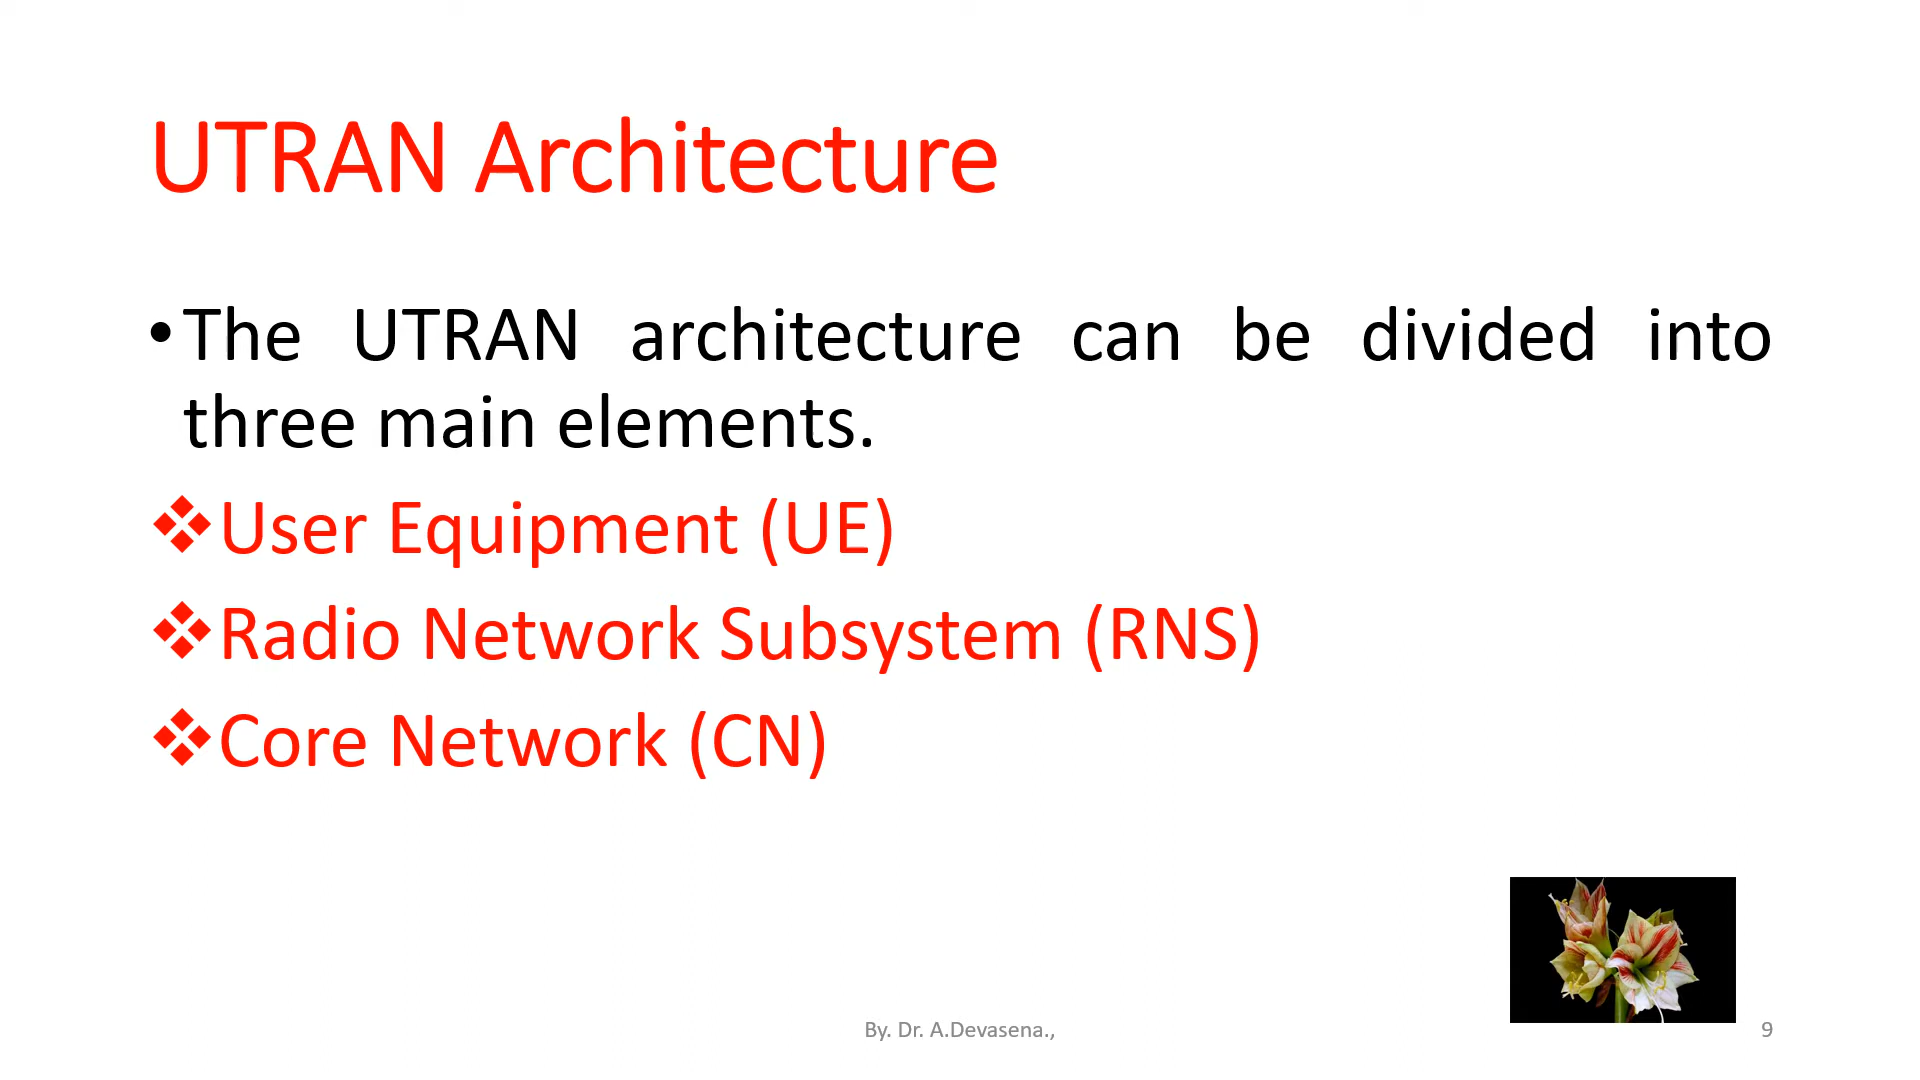 UTRAN Architecture
•The UTRAN architecture can be divided into
three main elements.
❖User Equipment (UE)
❖Radio Network Subsystem (RNS)
❖Core Network (CN)
By. Dr. A.Devasena.,
9